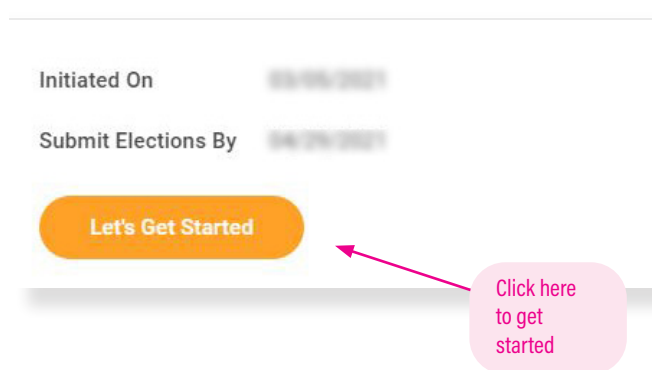 Initiated On
Submit Elections By
Let's Get Started
Click here
to get
started